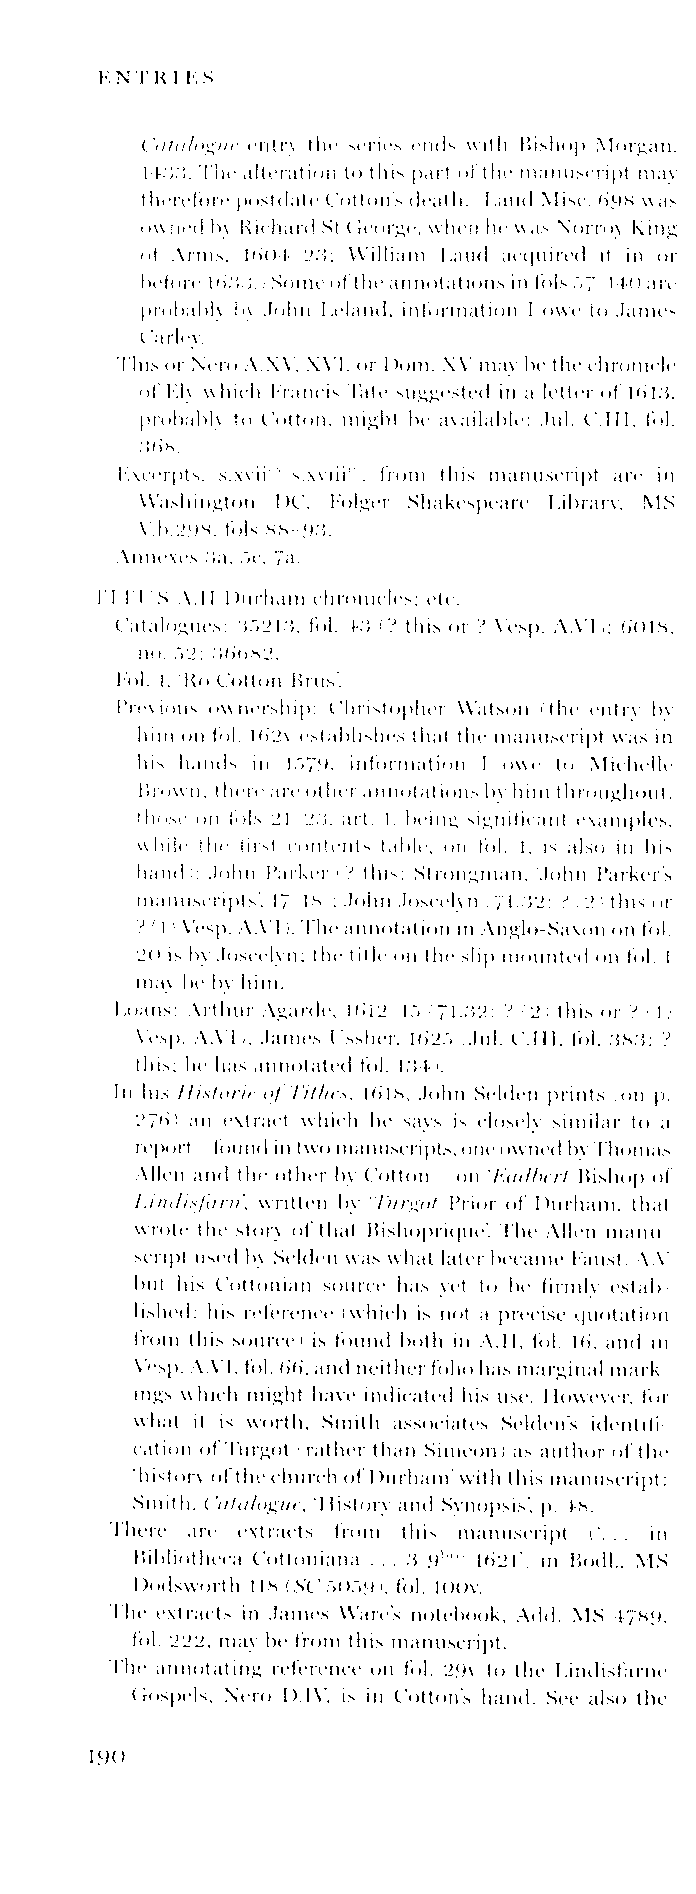 ENTRIES
Catalogue entry the series ends with Bishop Morgan,
1433. The alteration to this part of the manuscript may
therefore postdate Cotton's death. Laud Misc. 698 was
owned by Richard St George, when he was Norroy King
of Arms, 1604–23; William Laud acquired it in or
before 1633. Some of the annotations in fols 57–140 are
probably by John Leland, information I owe to James
Carley.
This or Nero A.XV, XVI, or Dom. XV may be the chronicle
of Ely which Francis Tate suggested in a letter of 1613,
probably to Cotton, might be available: Jul. C.III, fol.
368.
Excerpts, s.xvii s.xviii, from this manuscript are in
Washington DC, Folger Shakespeare Library, MS
V.b.298, fols 88–93.
Annexes 3a, 5c, 7a.
TITUS A.II Durham chronicles; etc.
Catalogues: 35213, fol. 43 (? this or ? Vesp. A.VI); 6018,
no. 52; 36682.
Fol. 1, 'Ro Cotton Brus'.
Previous ownership: Christopher Watson (the entry by
him on fol. 162v establishes that the manuscript was in
his hands in 1579, information I owe to Michelle
Brown, there are other annotations by him throughout,
those on fols 21–23, art. 1, being significant examples,
while the first contents table, on fol. 1, is also in his
hand); John Parker (? this; Strongman, 'John Parker's
manuscripts', 17–18); John Joscelyn (71.32: ? (2) this or
? (1) Vesp. A.VI). The annotation in Anglo-Saxon on fol.
20 is by Joscelyn; the title on the slip mounted on fol. 1
may be by him.
Loans: Arthur Agarde, 1612–15 (71.32: ? (2) this or ? (1)
Vesp. A.VI), James Ussher, 1625 (Jul. C.III, fol. 383: ?
this; he has annotated fol. 134).
In his Historie of Tithes, 1618, John Selden prints (on p.
276) an extract which he says is closely similar to a
report – found in two manuscripts, one owned by Thomas
Allen and the other by Cotton – on 'Eadbert Bishop of
Lindisfarn', written by 'Turgot Prior of Durham, that
wrote the story of that Bishoprique'. The Allen manu-
script used by Selden was what later became Faust. A.V
but his Cottonian source has yet to be firmly estab-
lished: his reference (which is not a precise quotation
from this source) is found both in A.II, fol. 16, and in
Vesp. A.VI, fol. 66, and neither folio has marginal mark-
ings which might have indicated his use. However, for
what it is worth, Smith associates Selden's identifi-
cation of Turgot (rather than Simeon) as author of the
'history of the church of Durham' with this manuscript:
Smith, Catalogue, 'History and Synopsis', p. 48.
There are extracts from this manuscript ('. . . in
Bibliotheca Cottoniana . . . 3 9bris 1621', in Bodl., MS
Dodsworth 118 (SC 5059), fol. 100v.
The extracts in James Ware's notebook, Add. MS 4789,
fol. 222, may be from this manuscript.
The annotating reference on fol. 29v to the Lindisfarne
Gospels, Nero D.IV, is in Cotton's hand. See also the
190